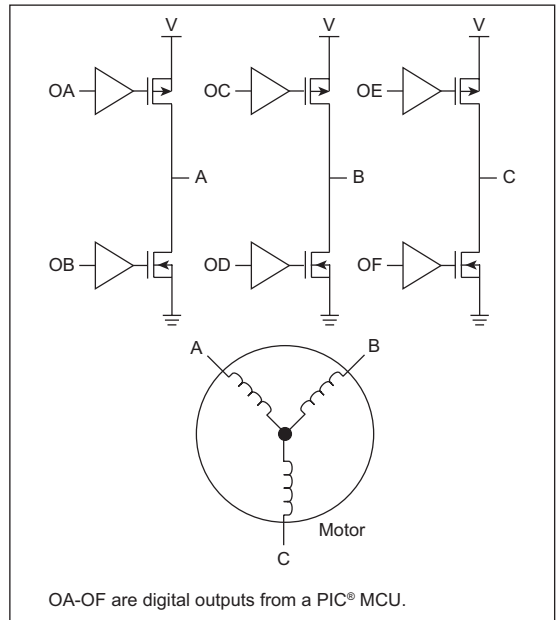 V V V
OA OC OE
A B C
OB OD OF
A B
Motor
C
OA-OF are digital outputs from a PIC® MCU.